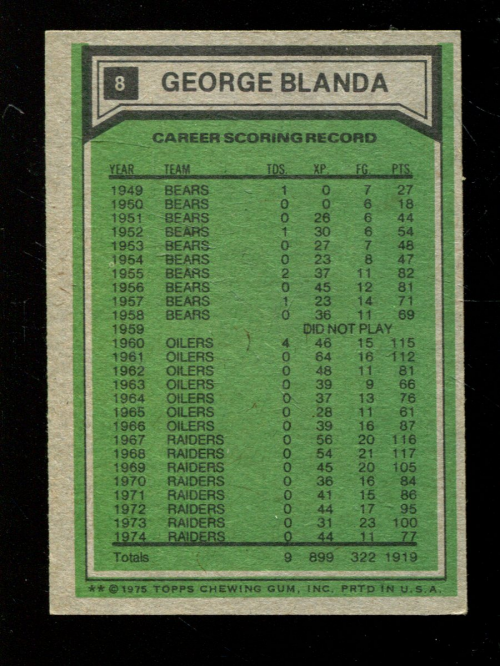 8 GEORGE BLANDA
CAREER SCORING RECORD
YEAR TEAM TDS. XP. FG. PTS.
1949 BEARS 1 0 7 27
1950 BEARS 0 0 6 18
1951 BEARS 0 26 6 44
1952 BEARS 1 30 6 54
1953 BEARS 0 27 7 48
1954 BEARS 0 23 8 47
1955 BEARS 2 37 11 82
1956 BEARS 0 45 12 81
1957 BEARS 1 23 14 71
1958 BEARS 0 36 11 69
1959 DID NOT PLAY
1960 OILERS 4 46 15 115
1961 OILERS 0 64 16 112
1962 OILERS 0 48 11 81
1963 OILERS 0 39 9 66
1964 OILERS 0 37 13 76
1965 OILERS 0 28 11 61
1966 OILERS 0 39 16 87
1967 RAIDERS 0 56 20 116
1968 RAIDERS 0 54 21 117
1969 RAIDERS 0 45 20 105
1970 RAIDERS 0 36 16 84
1971 RAIDERS 0 41 15 86
1972 RAIDERS 0 44 17 95
1973 RAIDERS 0 31 23 100
1974 RAIDERS 0 44 11 77
Totals 9 899 322 1919
** © 1975 TOPPS CHEWING GUM, INC. PRTD IN U.S.A.